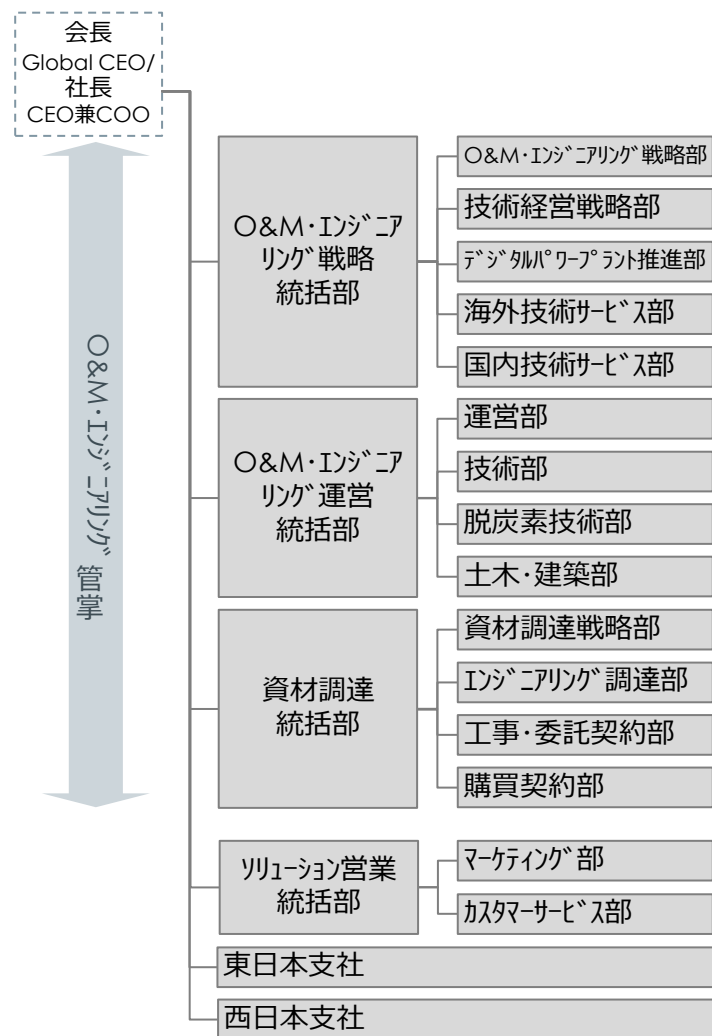 会長
Global CEO/
社長
CEO兼COO
O&M・エンジニアリング管掌
O&M・エンジニア
リング戦略
統括部
O&M・エンジニアリング戦略部
技術経営戦略部
デジタルパワープラント推進部
海外技術サービス部
国内技術サービス部
O&M・エンジニア
リング運営
統括部
運営部
技術部
脱炭素技術部
土木・建築部
資材調達
統括部
資材調達戦略部
エンジニアリング調達部
工事・委託契約部
購買契約部
ソリューション営業
統括部
マーケティング部
カスタマーサービス部
東日本支社
西日本支社